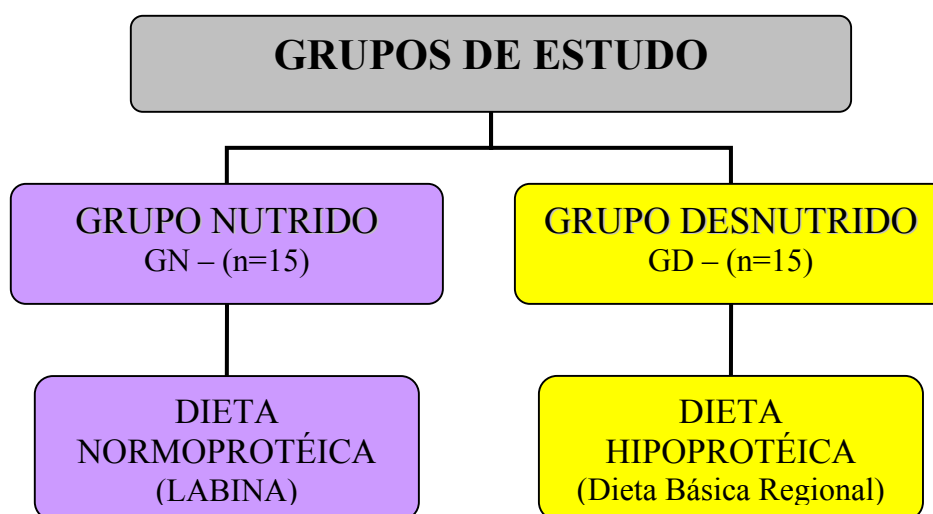 GRUPOS DE ESTUDO
GRUPO NUTRIDO
GN – (n=15)
GRUPO DESNUTRIDO
GD – (n=15)
DIETA
NORMOPROTÉICA
(LABINA)
DIETA
HIPOPROTÉICA
(Dieta Básica Regional)